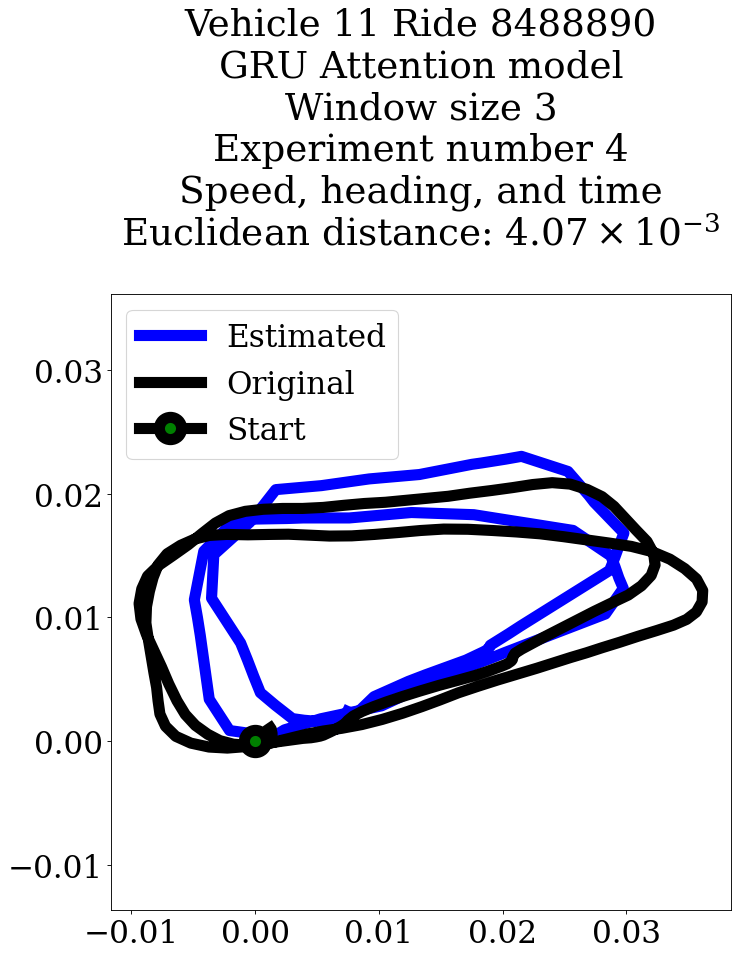 Vehicle 11 Ride 8488890
GRU Attention model
Window size 3
Experiment number 4
Speed, heading, and time
Euclidean distance: 4.07 × 10⁻³
Estimated
Original
Start
0.03
0.02
0.01
0.00
−0.01
−0.01 0.00 0.01 0.02 0.03